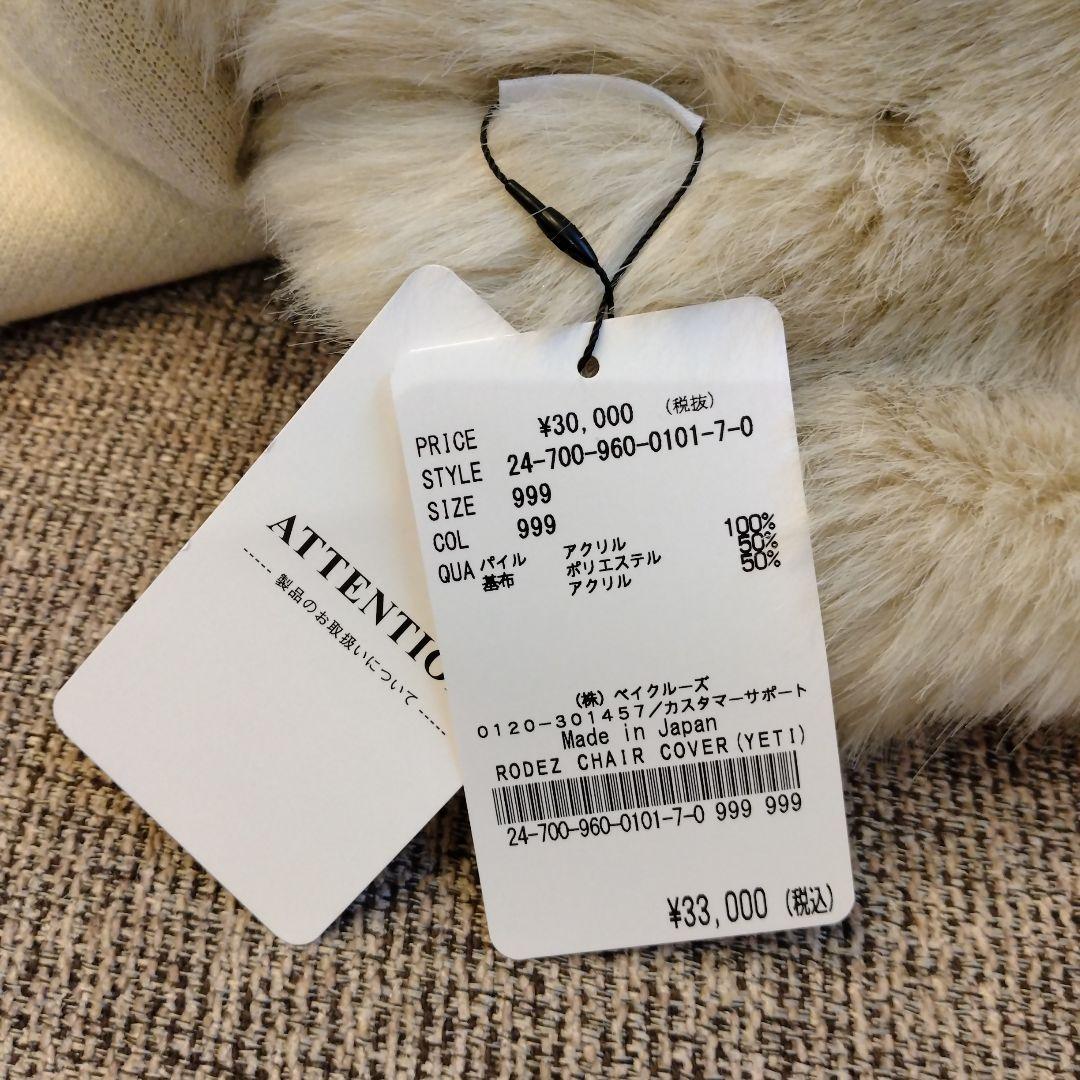 PRICE ¥30,000 (税抜)
STYLE 24-700-960-0101-7-0
SIZE 999
COL 999
QUA パイル アクリル 100%
基布 ポリエステル 50%
アクリル 50%
(株) ベイクルーズ
0120-301457/カスタマーサポート
Made in Japan
RODEZ CHAIR COVER(YETI)
24-700-960-0101-7-0 999 999
¥33,000 (税込)
ATTENTIO
----- 製品のお取扱いについて -----